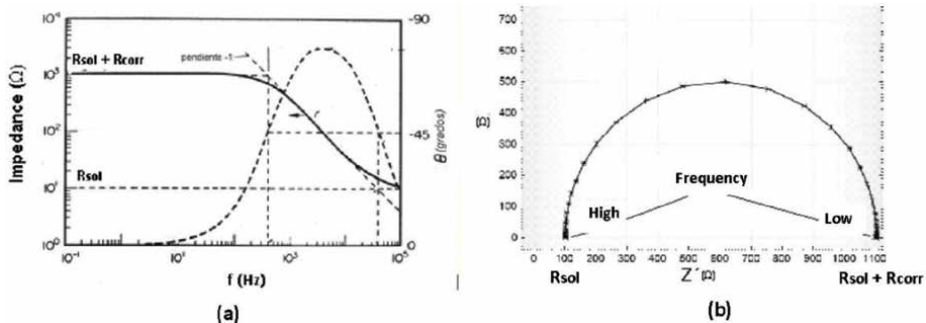 10⁴
10³
10²
10¹
10⁰
Impedance (Ω)
Rsol + Rcorr
Rsol
pendiente -1
-90
-45
0
θ (grados)
10⁻¹ 10⁰ 10² 10³ 10⁵
f (Hz)
(a)
700
600
500
400
300
200
100
0
[Ω]
Frequency
High Low
0 100 200 300 400 500 600 700 800 900 1000 1100
Rsol Z´ [Ω] Rsol + Rcorr
(b)